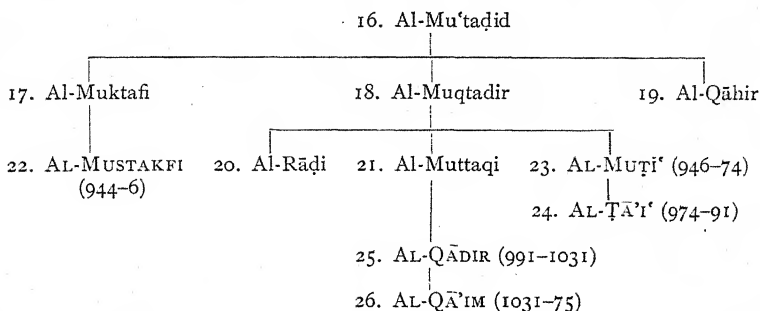 16. Al-Mu‘taḍid
17. Al-Muktafi 18. Al-Muqtadir 19. Al-Qāhir
22. AL-MUSTAKFI 20. Al-Rāḍi 21. Al-Muttaqi 23. AL-MUṬI‘ (946–74)
(944–6)
24. AL-ṬĀ’I‘ (974–91)
25. AL-QĀDIR (991–1031)
26. AL-QĀ’IM (1031–75)